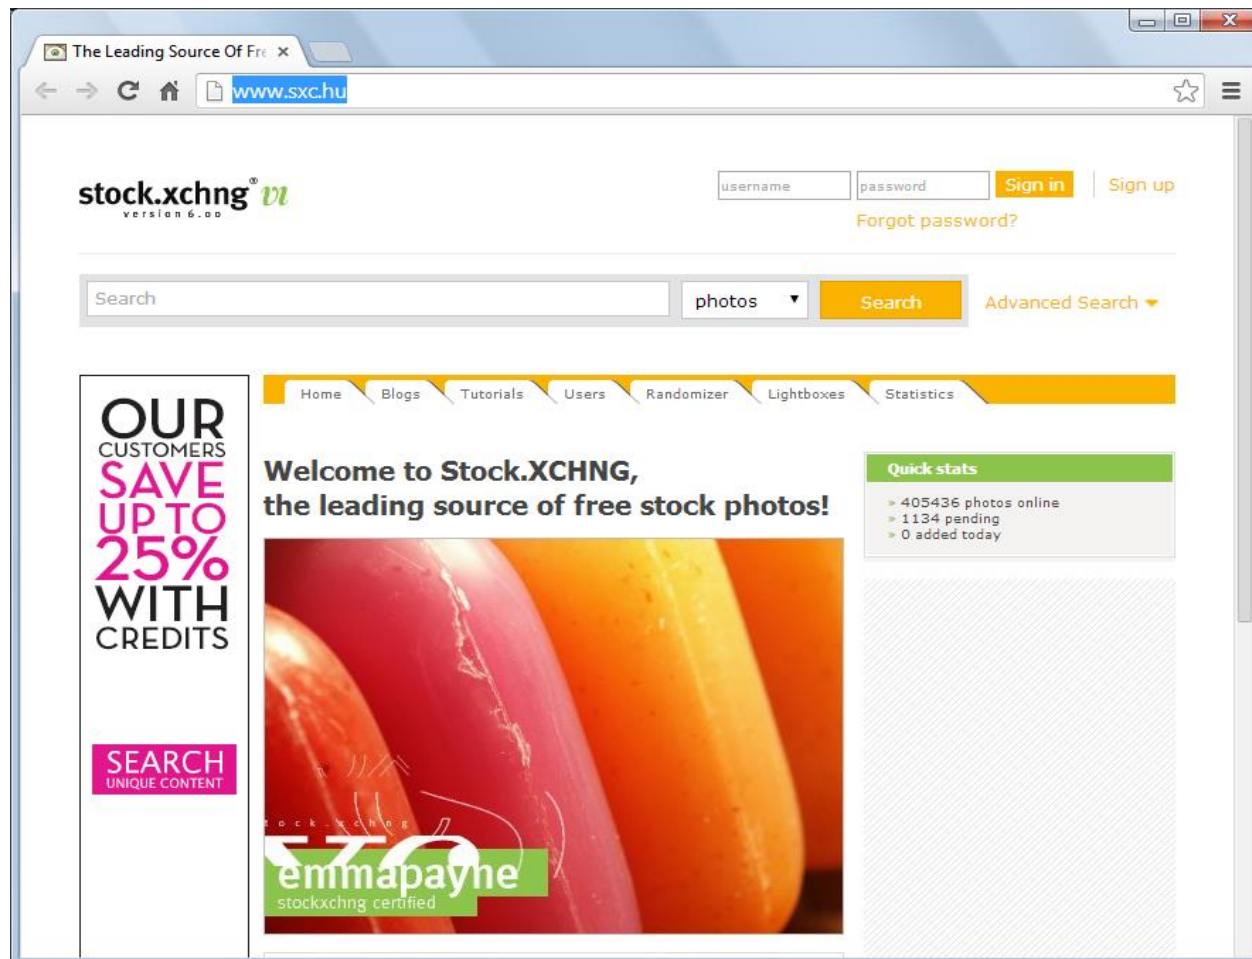 The Leading Source Of Fre
www.sxc.hu
stock.xchng® vi
version 6.00
username password Sign in Sign up
Forgot password?
Search photos Search Advanced Search
Home Blogs Tutorials Users Randomizer Lightboxes Statistics
OUR
CUSTOMERS
SAVE
UP TO
25%
WITH
CREDITS
SEARCH
UNIQUE CONTENT
Welcome to Stock.XCHNG,
the leading source of free stock photos!
stock.xchng
emmapayne
stockxchng certified
Quick stats
» 405436 photos online
» 1134 pending
» 0 added today